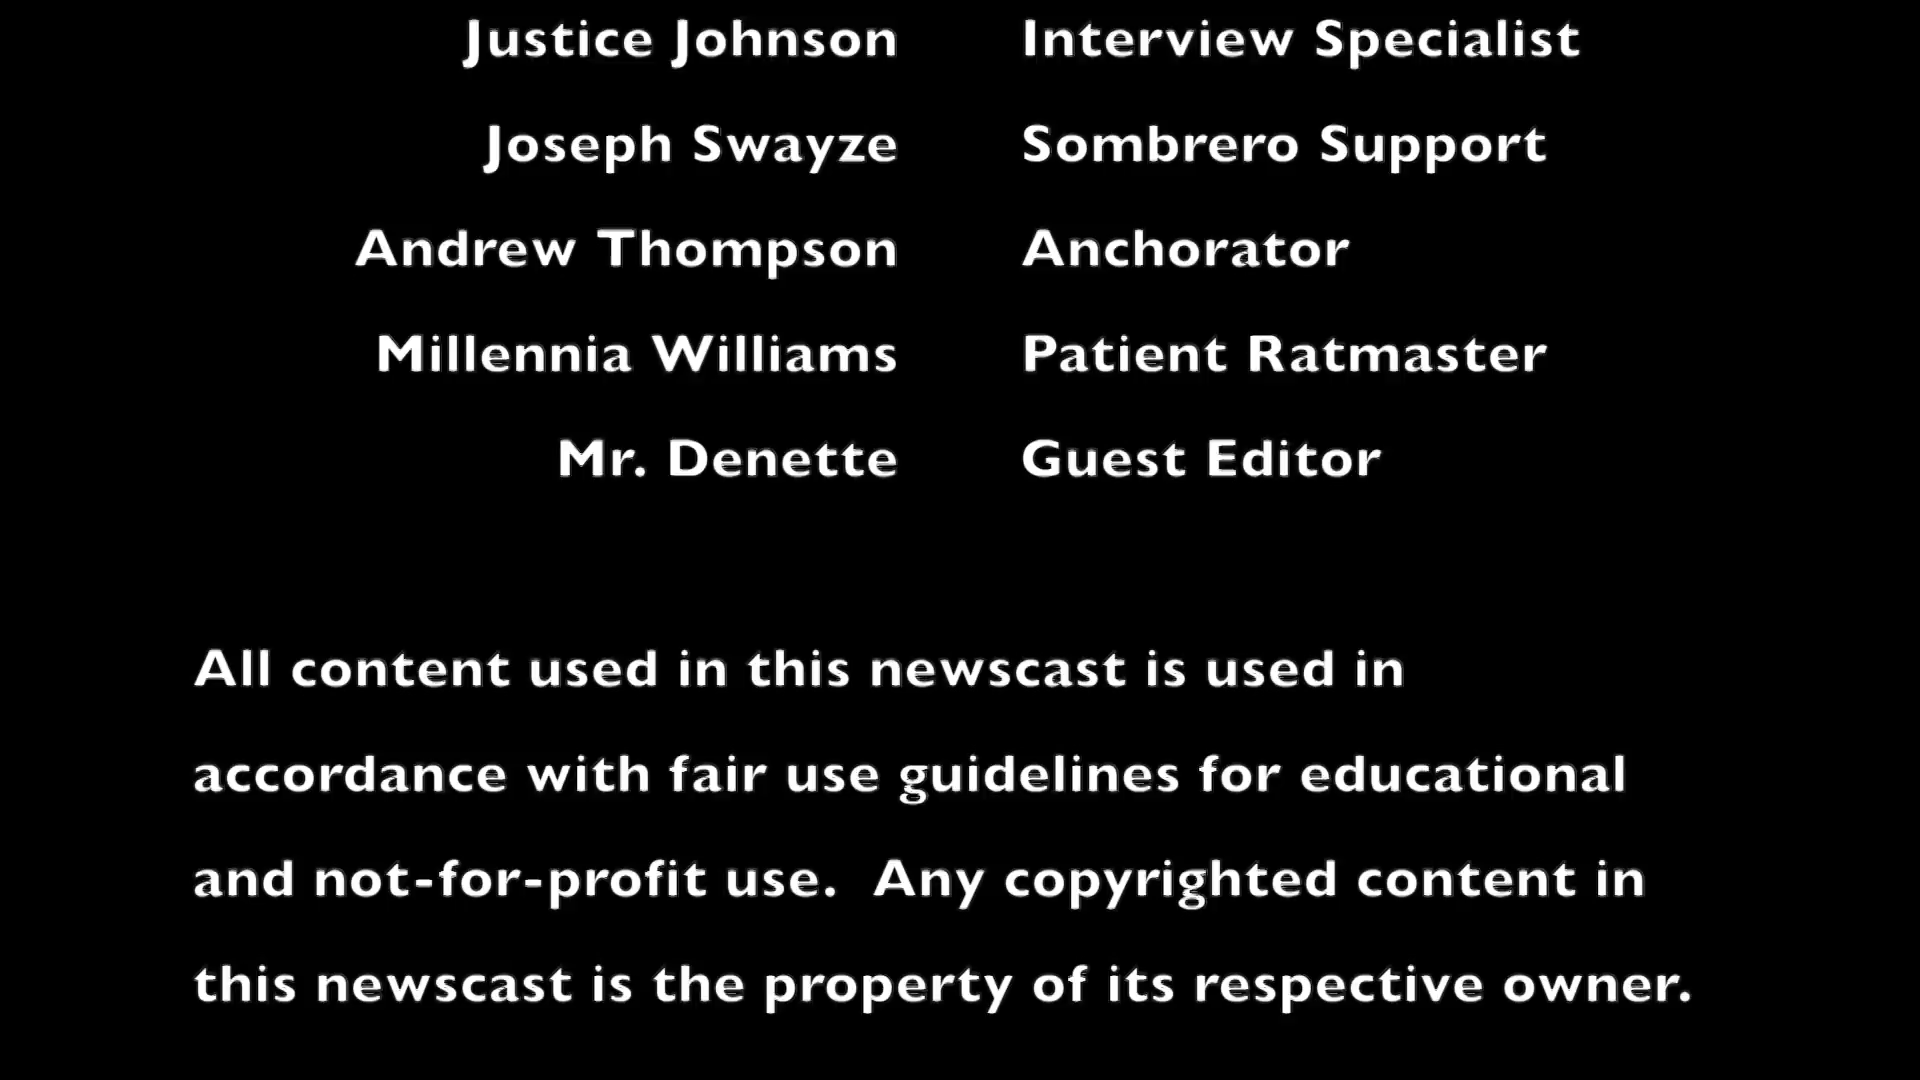 Justice Johnson Interview Specialist
Joseph Swayze Sombrero Support
Andrew Thompson Anchorator
Millennia Williams Patient Ratmaster
Mr. Denette Guest Editor
All content used in this newscast is used in
accordance with fair use guidelines for educational
and not-for-profit use.  Any copyrighted content in
this newscast is the property of its respective owner.